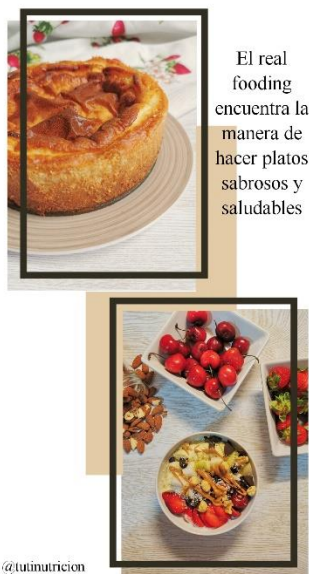 El real
fooding
encuentra la
manera de
hacer platos
sabrosos y
saludables
@tutinutricion